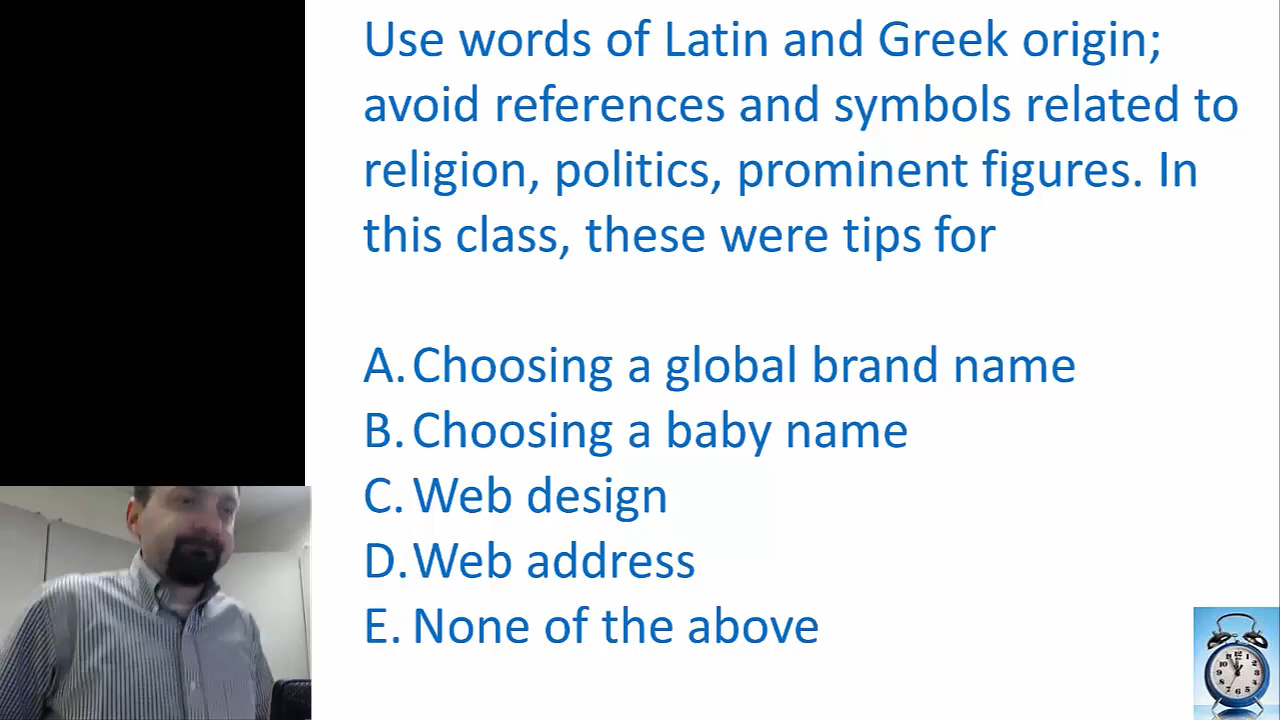 Use words of Latin and Greek origin;
avoid references and symbols related to
religion, politics, prominent figures. In
this class, these were tips for
A. Choosing a global brand name
B. Choosing a baby name
C. Web design
D. Web address
E. None of the above